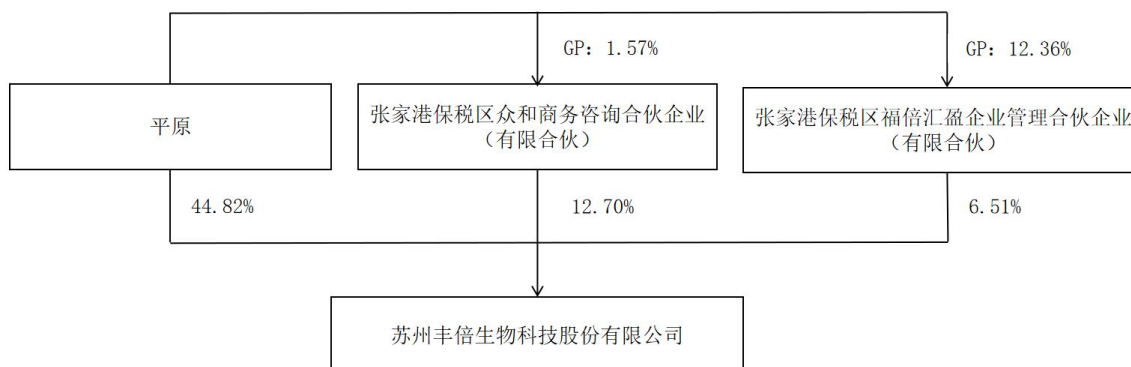 GP：1.57%
GP：12.36%
平原
张家港保税区众和商务咨询合伙企业
（有限合伙）
张家港保税区福倍汇盈企业管理合伙企业
（有限合伙）
44.82%
12.70%
6.51%
苏州丰倍生物科技股份有限公司